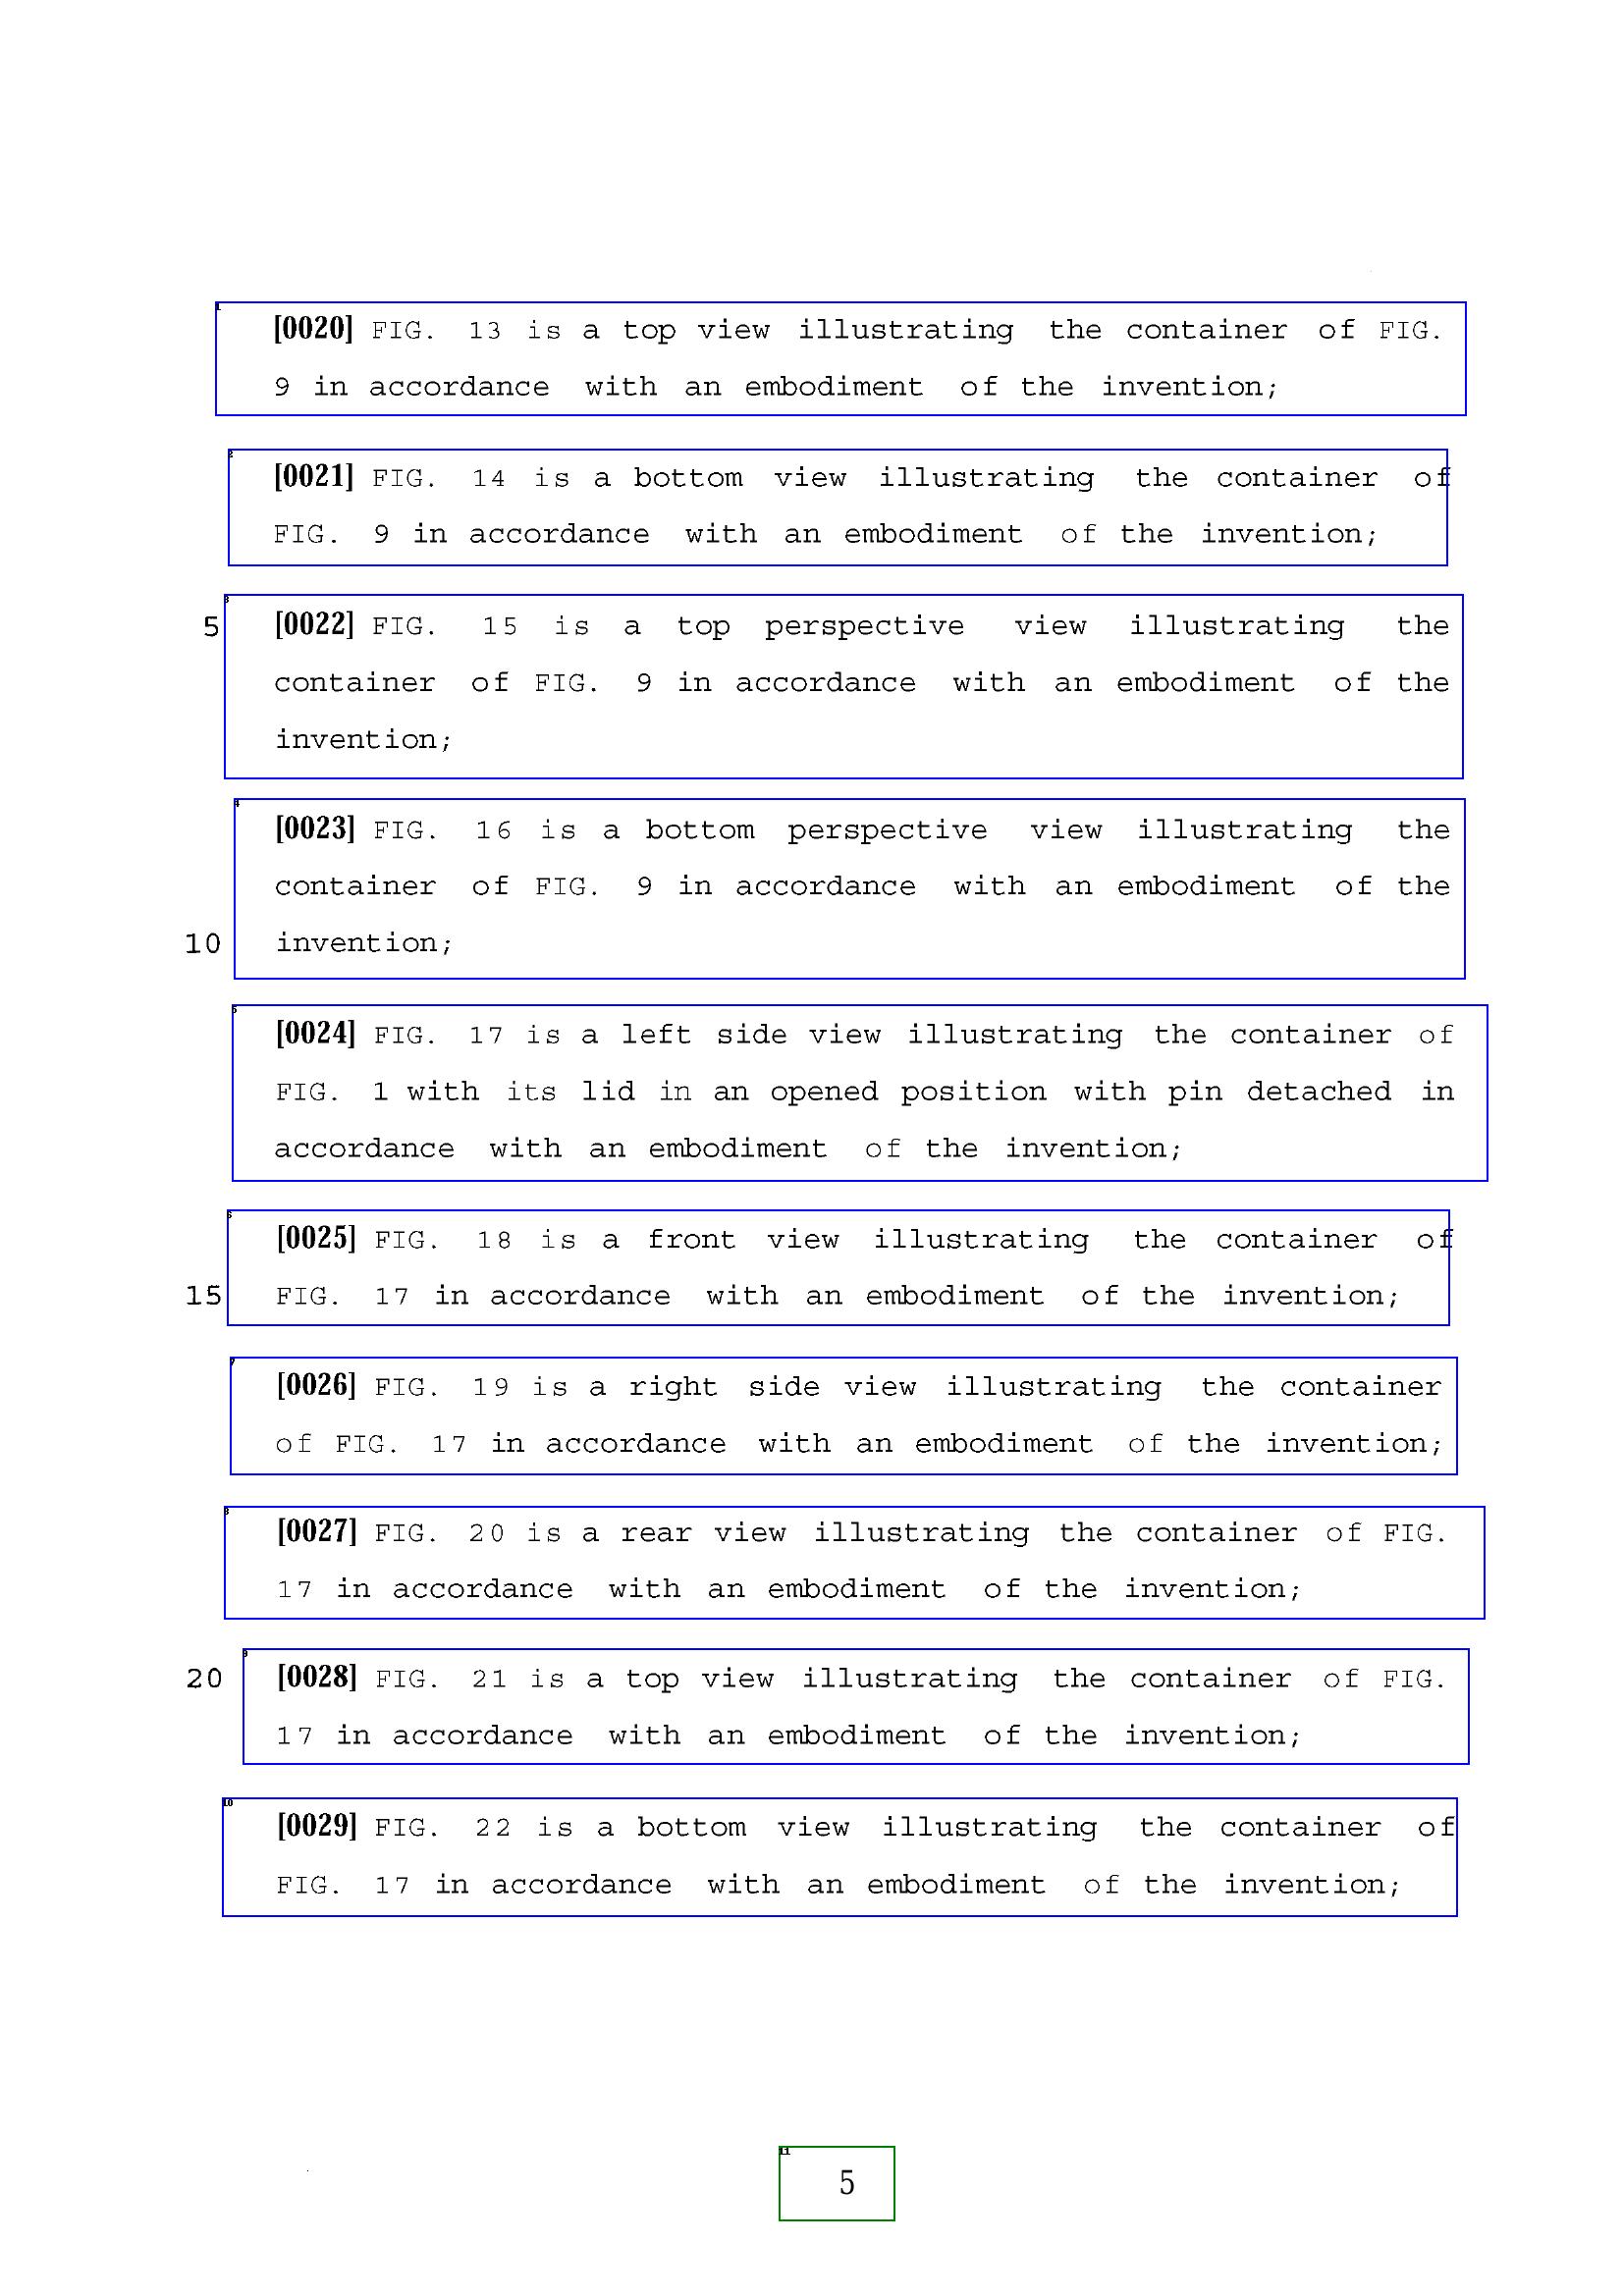 [0020] FIG. 13 is a top view illustrating the container of FIG.
9 in accordance with an embodiment of the invention;
[0021] FIG. 14 is a bottom view illustrating the container of
FIG. 9 in accordance with an embodiment of the invention;
5 [0022] FIG. 15 is a top perspective view illustrating the
container of FIG. 9 in accordance with an embodiment of the
invention;
[0023] FIG. 16 is a bottom perspective view illustrating the
container of FIG. 9 in accordance with an embodiment of the
10 invention;
[0024] FIG. 17 is a left side view illustrating the container of
FIG. 1 with its lid in an opened position with pin detached in
accordance with an embodiment of the invention;
[0025] FIG. 18 is a front view illustrating the container of
15 FIG. 17 in accordance with an embodiment of the invention;
[0026] FIG. 19 is a right side view illustrating the container
of FIG. 17 in accordance with an embodiment of the invention;
[0027] FIG. 20 is a rear view illustrating the container of FIG.
17 in accordance with an embodiment of the invention;
20 [0028] FIG. 21 is a top view illustrating the container of FIG.
17 in accordance with an embodiment of the invention;
[0029] FIG. 22 is a bottom view illustrating the container of
FIG. 17 in accordance with an embodiment of the invention;
5